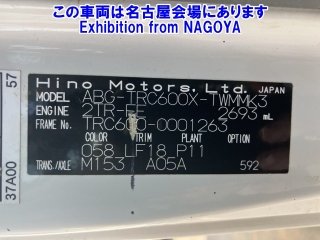 この車両は名古屋会場にあります
Exhibition from NAGOYA
57
37A00
Hino Motors, Ltd. JAPAN
MODEL ABG-TRC600X-TWMMK3
ENGINE 2TR-FE 2693 mL
FRAME No. TRC600-0001263
COLOR TRIM PLANT OPTION
058 LF18 P11
TRANS./AXLE M153 A05A 592